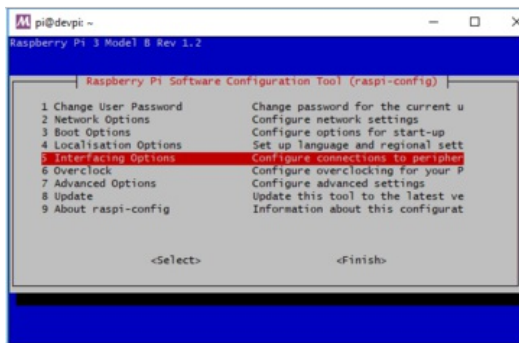 pi@devpi: ~
Raspberry Pi 3 Model B Rev 1.2
Raspberry Pi Software Configuration Tool (raspi-config)
1 Change User Password Change password for the current u
2 Network Options Configure network settings
3 Boot Options Configure options for start-up
4 Localisation Options Set up language and regional sett
5 Interfacing Options Configure connections to peripher
6 Overclock Configure overclocking for your P
7 Advanced Options Configure advanced settings
8 Update Update this tool to the latest ve
9 About raspi-config Information about this configurat
<Select> <Finish>